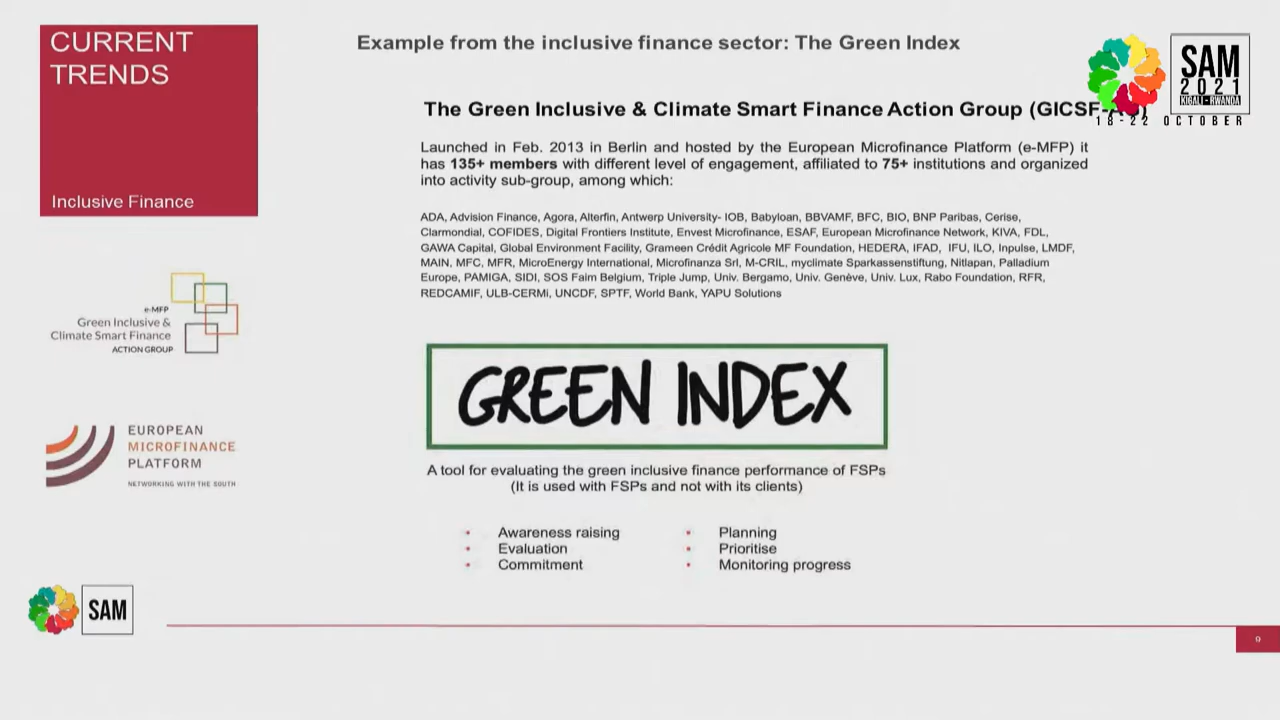 CURRENT
TRENDS
Inclusive Finance
Example from the inclusive finance sector: The Green Index
SAM
2021
KIGALI - RWANDA
18-22 OCTOBER
The Green Inclusive & Climate Smart Finance Action Group (GICSF-
Launched in Feb. 2013 in Berlin and hosted by the European Microfinance Platform (e-MFP) it
has 135+ members with different level of engagement, affiliated to 75+ institutions and organized
into activity sub-group, among which:
ADA, Advision Finance, Agora, Alterfin, Antwerp University- IOB, Babyloan, BBVAMF, BFC, BIO, BNP Paribas, Cerise,
Clarmondial, COFIDES, Digital Frontiers Institute, Envest Microfinance, ESAF, European Microfinance Network, KIVA, FDL,
GAWA Capital, Global Environment Facility, Grameen Crédit Agricole MF Foundation, HEDERA, IFAD, IFU, ILO, Inpulse, LMDF,
MAIN, MFC, MFR, MicroEnergy International, Microfinanza Srl, M-CRIL, myclimate Sparkassenstiftung, Nitlapan, Palladium
Europe, PAMIGA, SIDI, SOS Faim Belgium, Triple Jump, Univ. Bergamo, Univ. Genève, Univ. Lux, Rabo Foundation, RFR,
REDCAMIF, ULB-CERMi, UNCDF, SPTF, World Bank, YAPU Solutions
e-MFP
Green Inclusive &
Climate Smart Finance
ACTION GROUP
EUROPEAN
MICROFINANCE
PLATFORM
NETWORKING WITH THE SOUTH
GREEN INDEX
A tool for evaluating the green inclusive finance performance of FSPs
(It is used with FSPs and not with its clients)
• Awareness raising
• Evaluation
• Commitment
• Planning
• Prioritise
• Monitoring progress
SAM
9